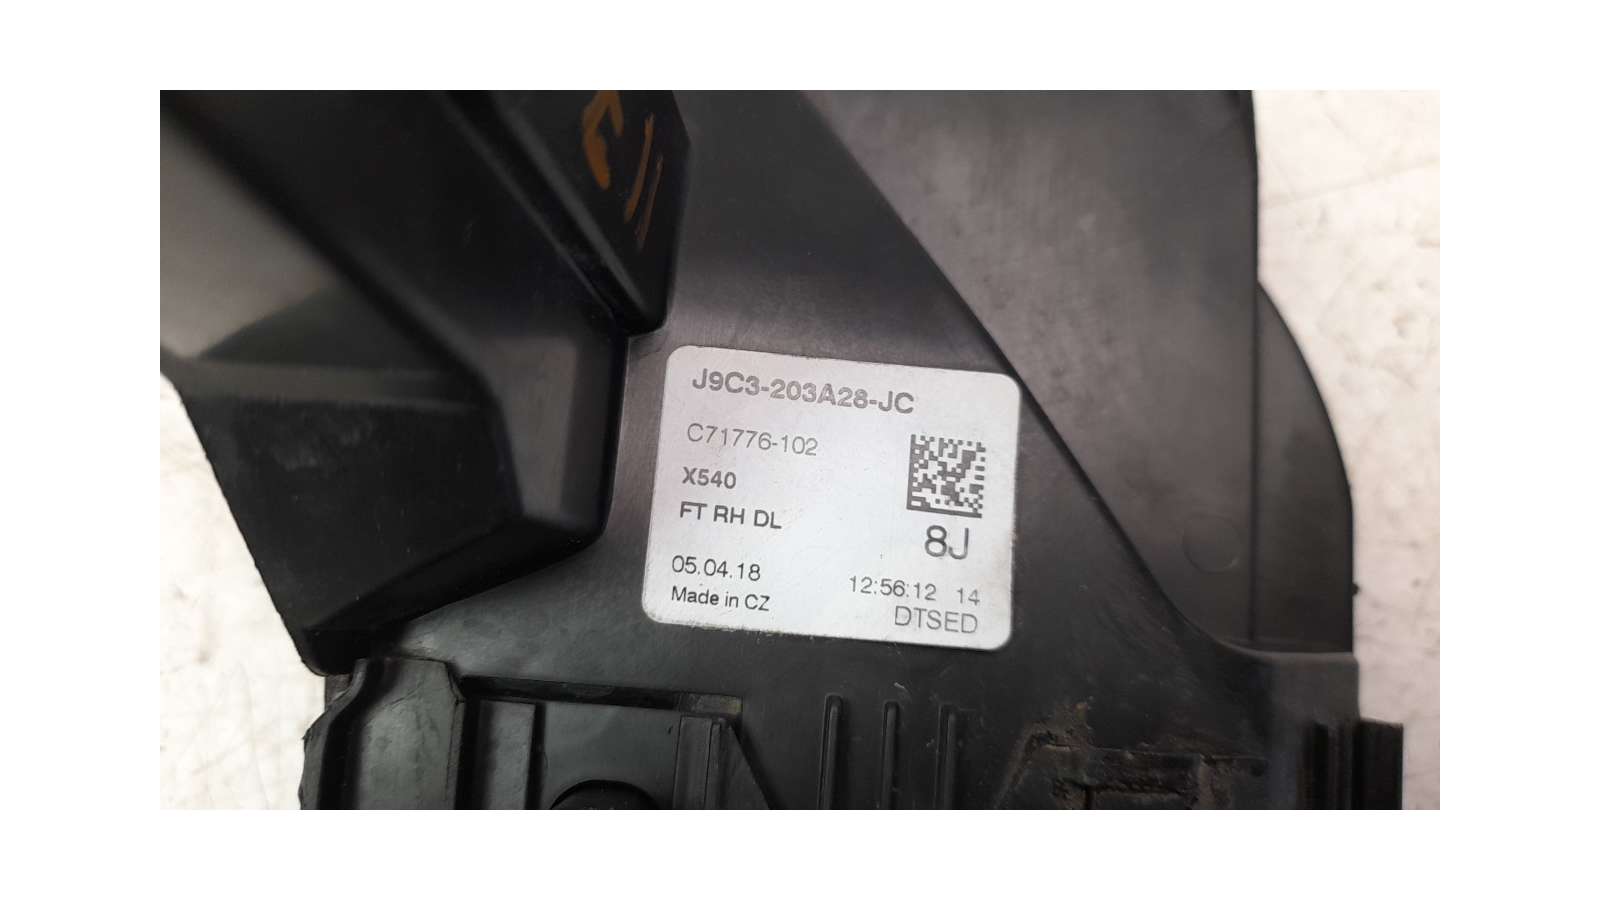 J9C3-203A28-JC
C71776-102
X540
FT RH DL
8J
05.04.18
12:56:12 14
Made in CZ
DTSED